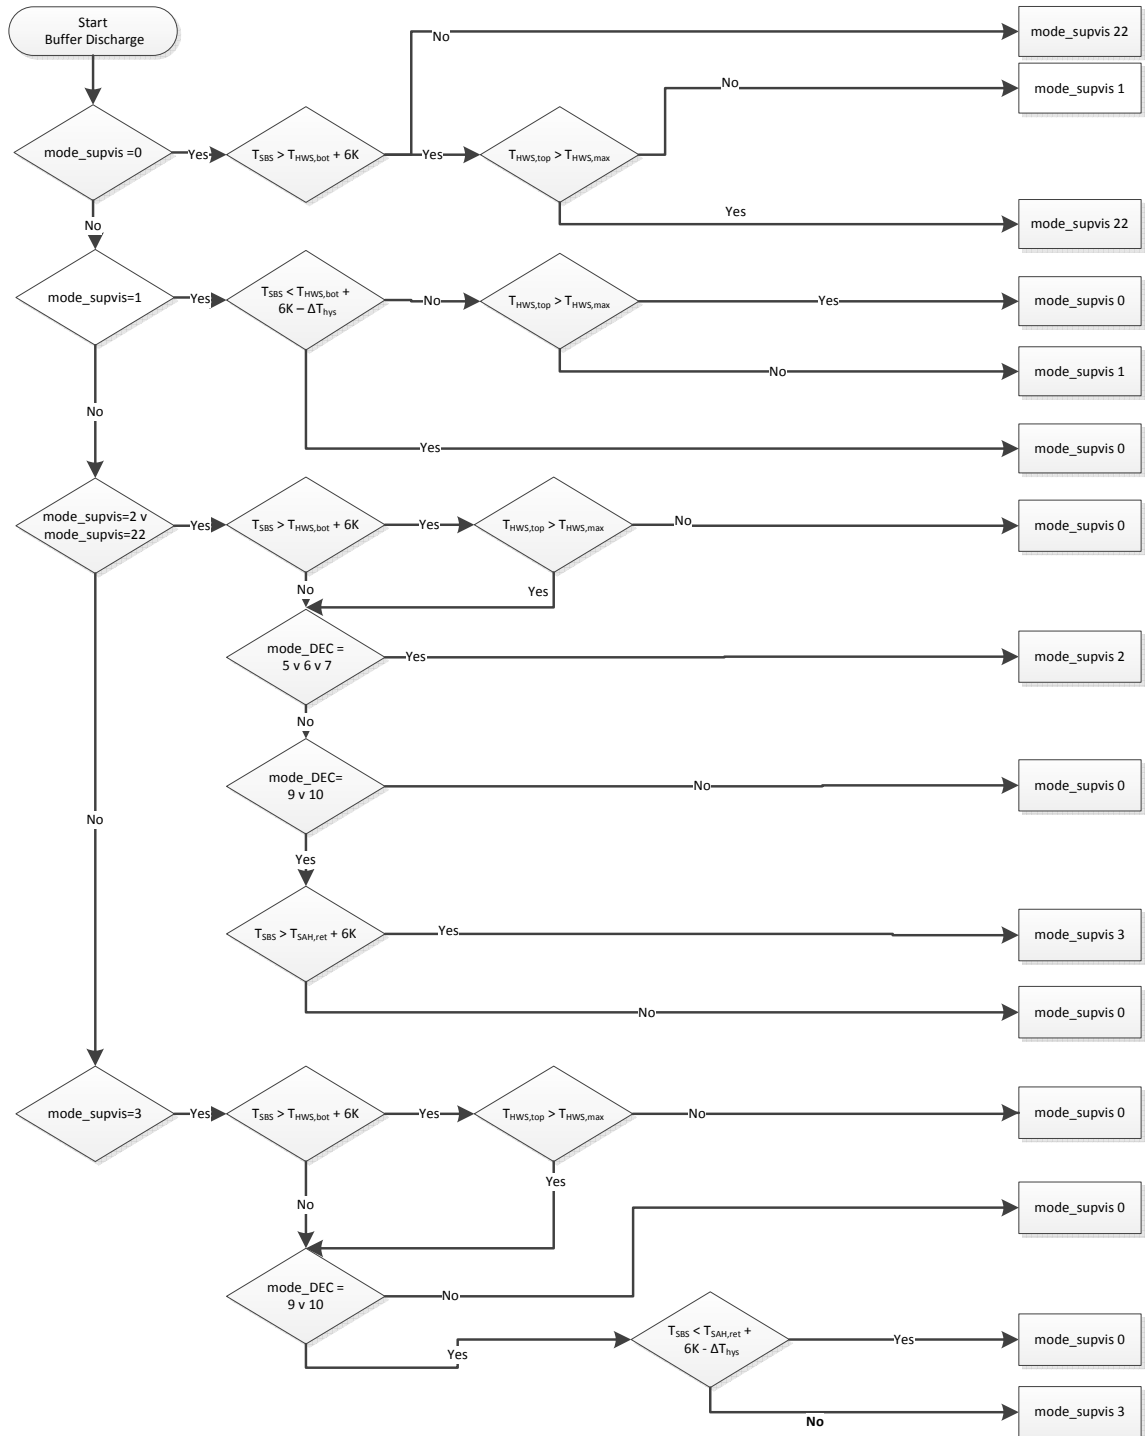 Start
Buffer Discharge
No
mode_supvis 22
No
mode_supvis 1
mode_supvis =0
Yes
T_SBS > T_HWS,bot + 6K
Yes
T_HWS,top > T_HWS,max
Yes
mode_supvis 22
No
mode_supvis=1
Yes
T_SBS < T_HWS,bot +
6K – ΔT_hys
No
T_HWS,top > T_HWS,max
Yes
mode_supvis 0
No
mode_supvis 1
No
Yes
mode_supvis 0
mode_supvis=2 v
mode_supvis=22
Yes
T_SBS > T_HWS,bot + 6K
Yes
T_HWS,top > T_HWS,max
No
mode_supvis 0
No
Yes
mode_DEC =
5 v 6 v 7
Yes
mode_supvis 2
No
mode_DEC=
9 v 10
No
mode_supvis 0
No
Yes
T_SBS > T_SAH,ret + 6K
Yes
mode_supvis 3
No
mode_supvis 0
mode_supvis=3
Yes
T_SBS > T_HWS,bot + 6K
Yes
T_HWS,top > T_HWS,max
No
mode_supvis 0
Yes
No
mode_supvis 0
mode_DEC =
9 v 10
No
Yes
T_SBS < T_SAH,ret +
6K - ΔT_hys
Yes
mode_supvis 0
No
mode_supvis 3